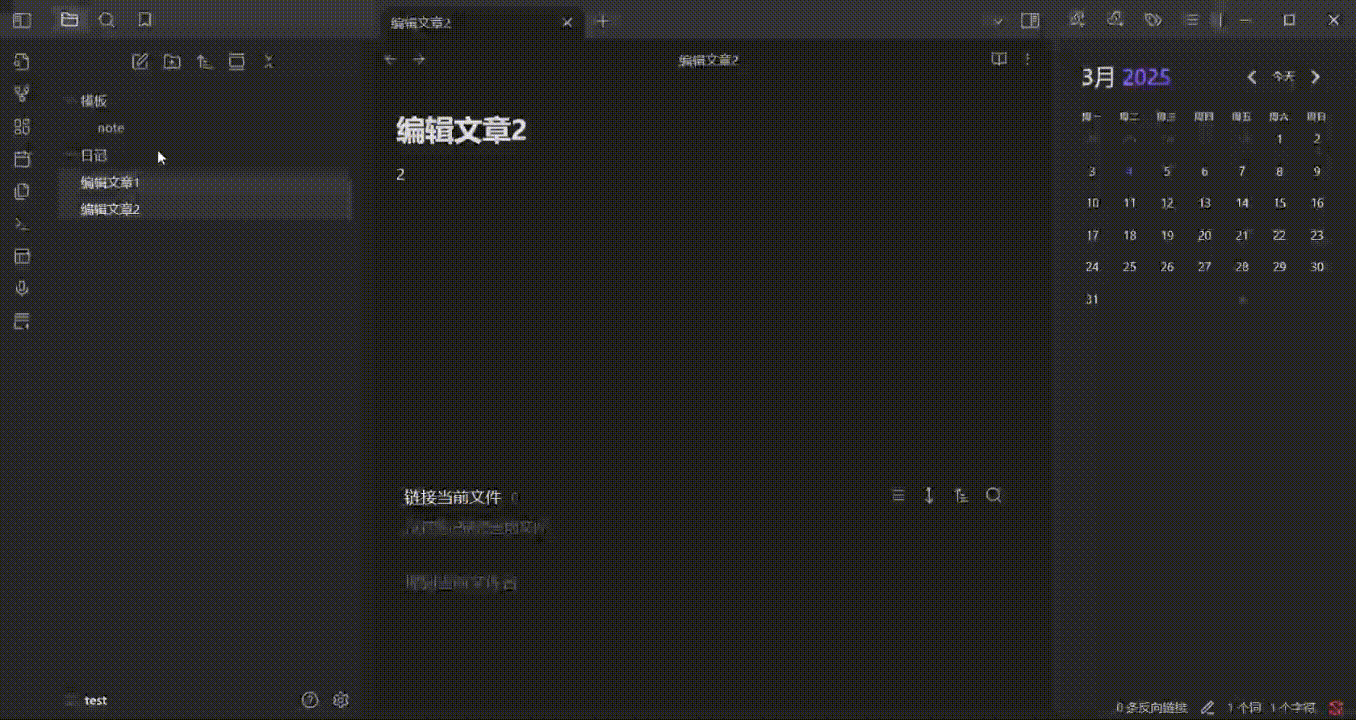 编辑文章2
编辑文章2
模板
note
日记
编辑文章1
编辑文章2
编辑文章2
2
链接当前文件
test
3月 2025
今天
周一 周二 周三 周四 周五 周六 周日
1 2
3 4 5 6 7 8 9
10 11 12 13 14 15 16
17 18 19 20 21 22 23
24 25 26 27 28 29 30
31
0 条反向链接 1 个词 1 个字符